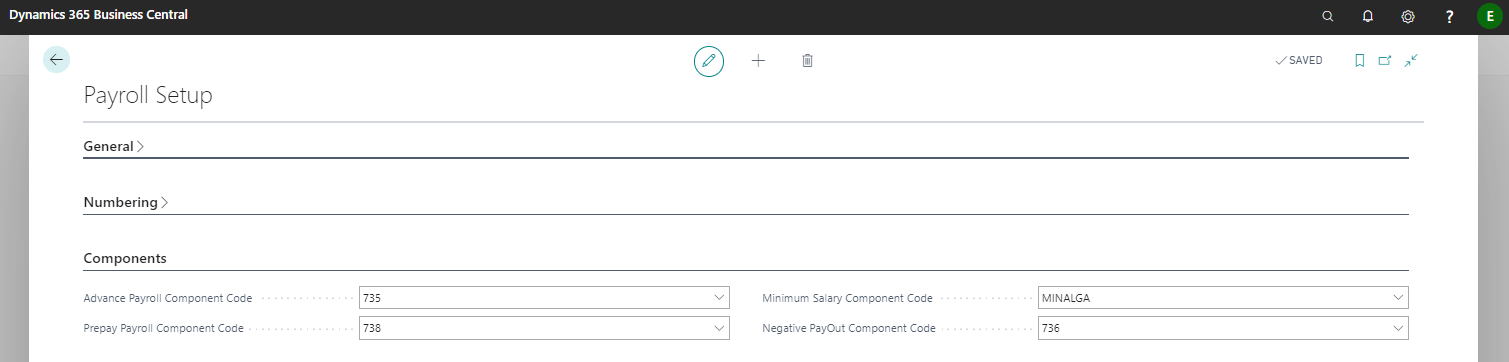 Dynamics 365 Business Central
?
E
SAVED
Payroll Setup
General
Numbering
Components
Advance Payroll Component Code 735
Minimum Salary Component Code MINALGA
Prepay Payroll Component Code 738
Negative PayOut Component Code 736